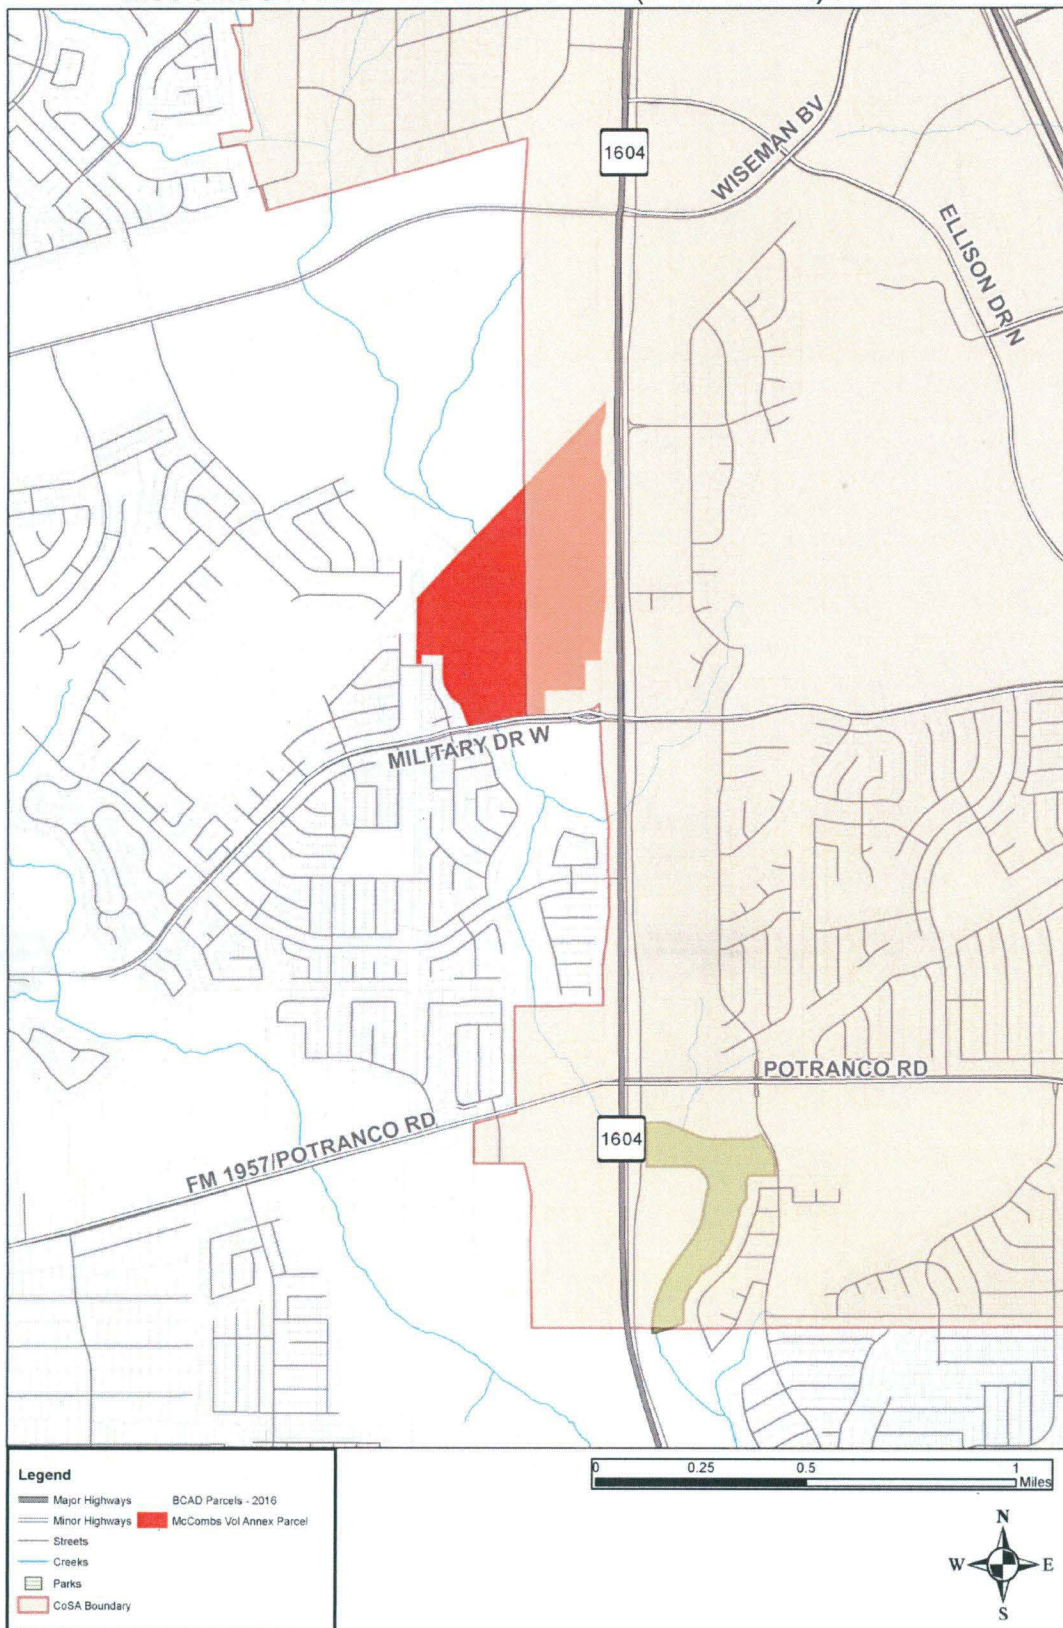 1604
WISEMAN BV
ELLISON DR N
MILITARY DR W
POTRANCO RD
1604
FM 1957/POTRANCO RD
Legend
Major Highways
Minor Highways
Streets
Creeks
Parks
CoSA Boundary
BCAD Parcels - 2016
McCombs Vol Annex Parcel
0 0.25 0.5 1
Miles
N
W E
S